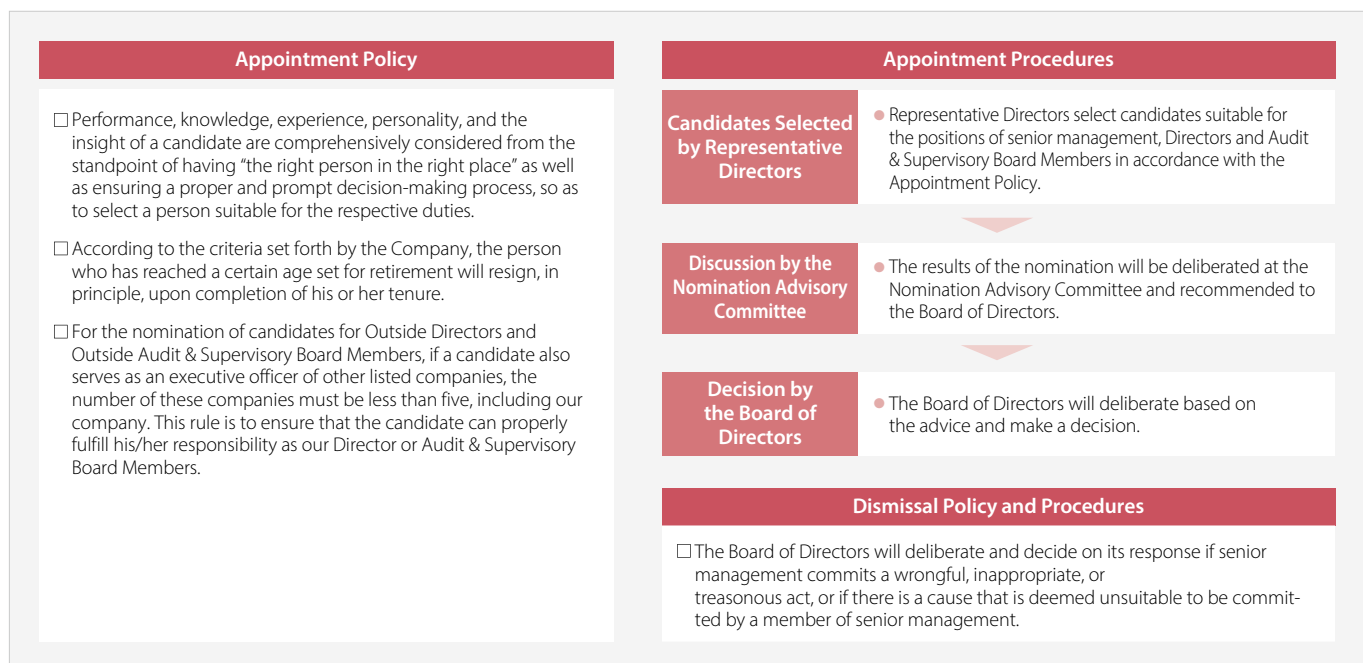 Appointment Policy
□ Performance, knowledge, experience, personality, and the
insight of a candidate are comprehensively considered from the
standpoint of having “the right person in the right place” as well
as ensuring a proper and prompt decision-making process, so as
to select a person suitable for the respective duties.
□ According to the criteria set forth by the Company, the person
who has reached a certain age set for retirement will resign, in
principle, upon completion of his or her tenure.
□ For the nomination of candidates for Outside Directors and
Outside Audit & Supervisory Board Members, if a candidate also
serves as an executive officer of other listed companies, the
number of these companies must be less than five, including our
company. This rule is to ensure that the candidate can properly
fulfill his/her responsibility as our Director or Audit & Supervisory
Board Members.
Appointment Procedures
Candidates Selected
by Representative
Directors
● Representative Directors select candidates suitable for
the positions of senior management, Directors and Audit
& Supervisory Board Members in accordance with the
Appointment Policy.
Discussion by the
Nomination Advisory
Committee
● The results of the nomination will be deliberated at the
Nomination Advisory Committee and recommended to
the Board of Directors.
Decision by
the Board of
Directors
● The Board of Directors will deliberate based on
the advice and make a decision.
Dismissal Policy and Procedures
□ The Board of Directors will deliberate and decide on its response if senior
management commits a wrongful, inappropriate, or
treasonous act, or if there is a cause that is deemed unsuitable to be commit-
ted by a member of senior management.